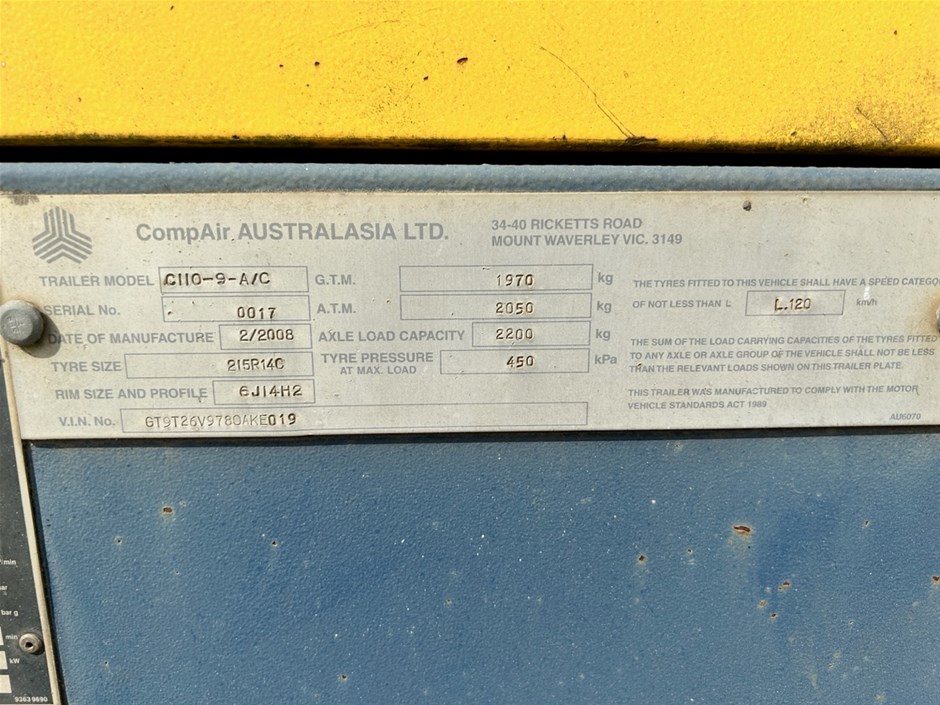 CompAir AUSTRALASIA LTD.
34-40 RICKETTS ROAD
MOUNT WAVERLEY VIC. 3149
TRAILER MODEL C110-9-A/C G.T.M. 1970 kg
SERIAL No. 0017 A.T.M. 2050 kg
DATE OF MANUFACTURE 2/2008 AXLE LOAD CAPACITY 2200 kg
TYRE SIZE 215R14C TYRE PRESSURE AT MAX. LOAD 450 kPa
RIM SIZE AND PROFILE 6J14H2
V.I.N. No. 6T9T26V9780AKE019
THE TYRES FITTED TO THIS VEHICLE SHALL HAVE A SPEED
OF NOT LESS THAN L L.120 km/h
THE SUM OF THE LOAD CARRYING CAPACITIES OF THE TYRES FITTED
TO ANY AXLE OR AXLE GROUP OF THE VEHICLE SHALL NOT BE LESS
THAN THE RELEVANT LOADS SHOWN ON THIS TRAILER PLATE.
THIS TRAILER WAS MANUFACTURED TO COMPLY WITH THE MOTOR
VEHICLE STANDARDS ACT 1989
AU6070
bar g
min
kW
9363 9690